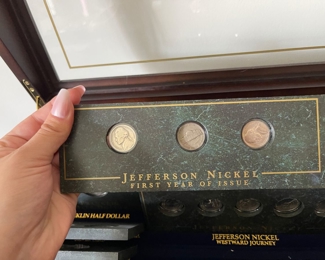 JEFFERSON NICKEL
FIRST YEAR OF ISSUE
KLIN HALF DOLLAR
JEFFERSON NICKEL
WESTWARD JOURNEY